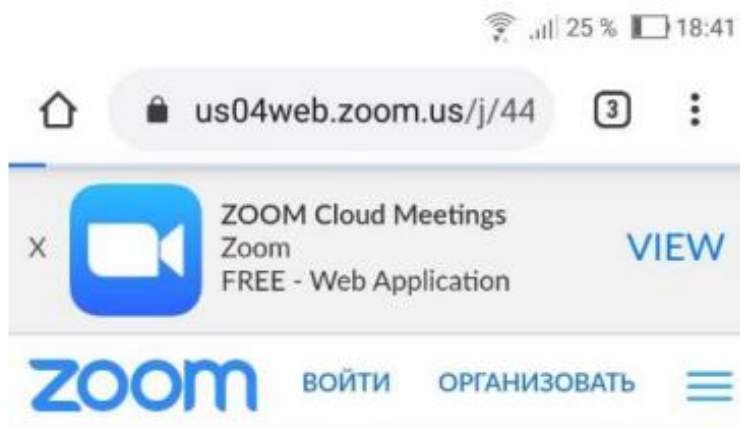 25 % 18:41
us04web.zoom.us/j/44 3
X
ZOOM Cloud Meetings
Zoom
FREE - Web Application
VIEW
zoom ВОЙТИ ОРГАНИЗОВАТЬ